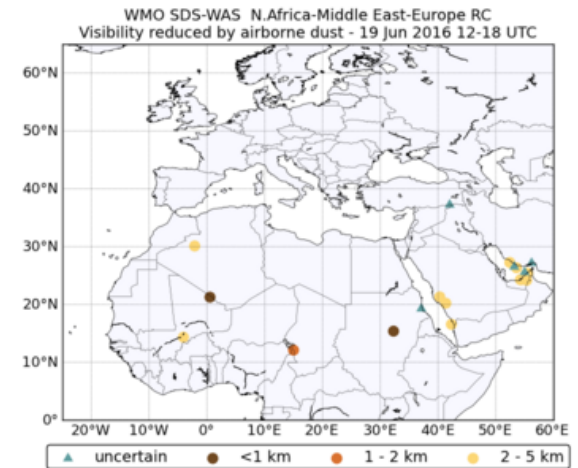 WMO SDS-WAS  N.Africa-Middle East-Europe RC
Visibility reduced by airborne dust - 19 Jun 2016 12-18 UTC
60°N
50°N
40°N
30°N
20°N
10°N
0°
20°W 10°W 0° 10°E 20°E 30°E 40°E 50°E 60°E
uncertain <1 km 1 - 2 km 2 - 5 km